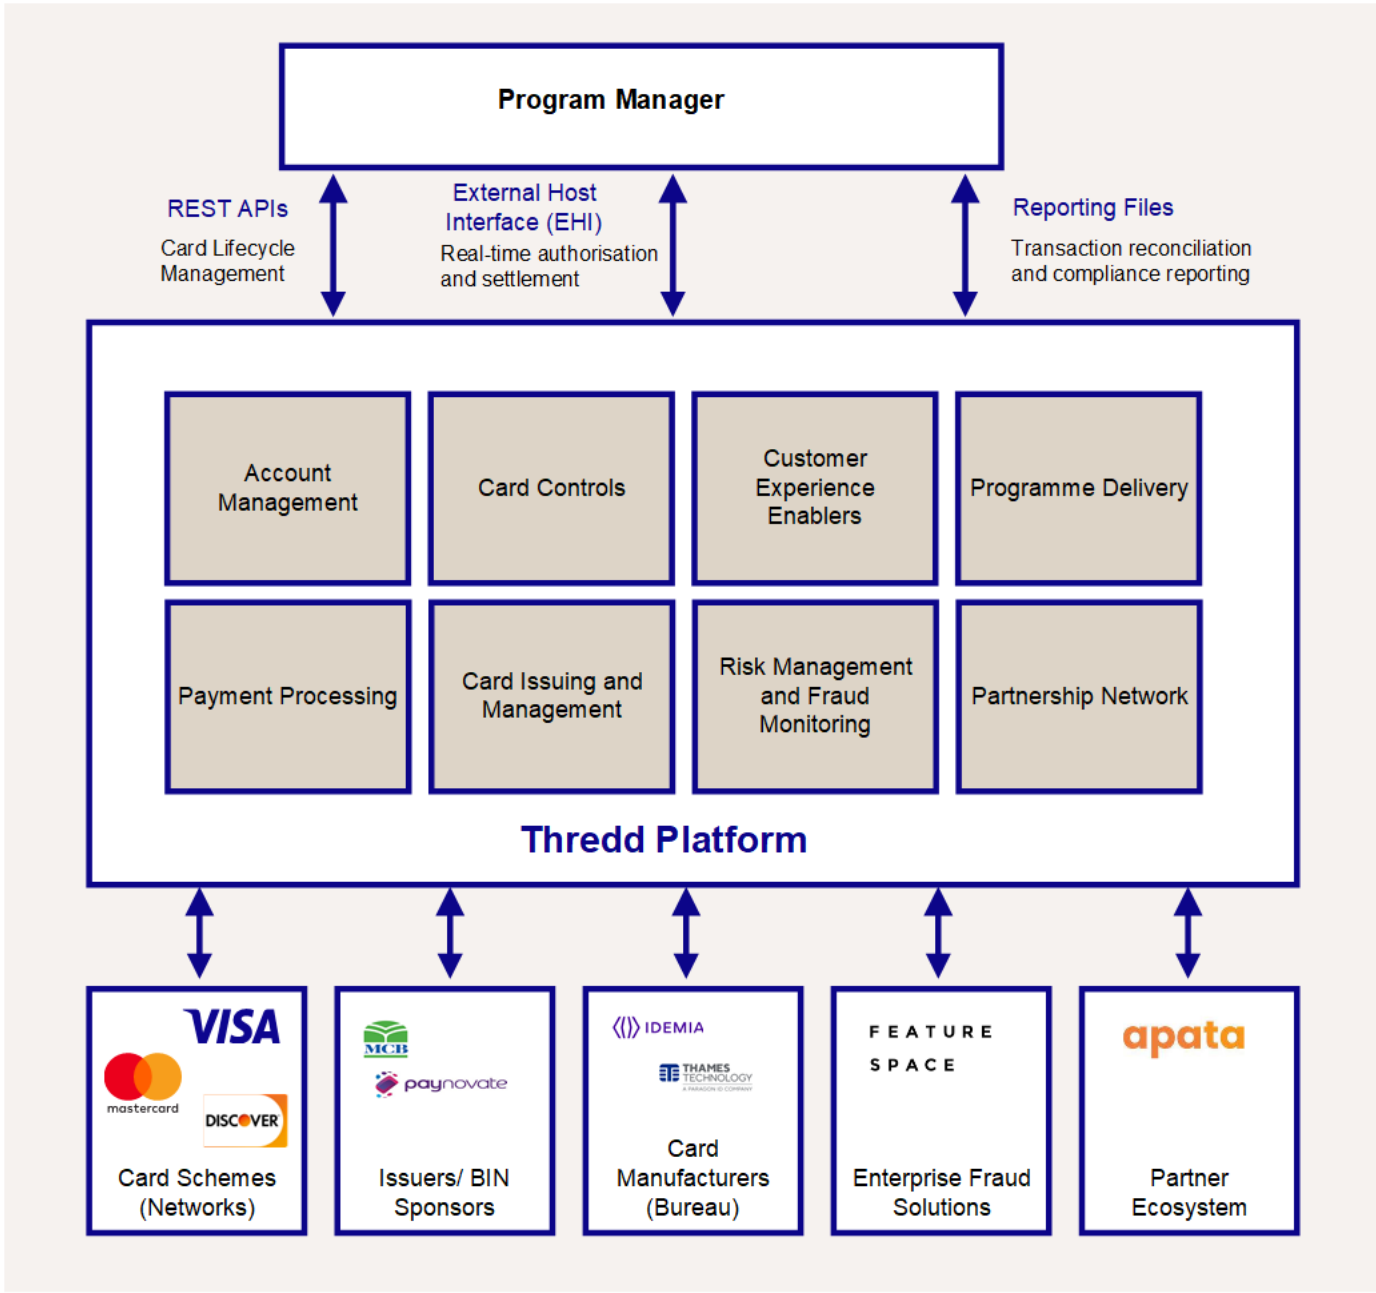 Program Manager
REST APIs
Card Lifecycle
Management
External Host
Interface (EHI)
Real-time authorisation
and settlement
Reporting Files
Transaction reconciliation
and compliance reporting
Account
Management
Card Controls
Customer
Experience
Enablers
Programme Delivery
Payment Processing
Card Issuing and
Management
Risk Management
and Fraud
Monitoring
Partnership Network
Thredd Platform
VISA
mastercard
DISCOVER
Card Schemes
(Networks)
MCB
paynovate
Issuers/ BIN
Sponsors
IDEMIA
THAMES
TECHNOLOGY
A PARAGON ID COMPANY
Card
Manufacturers
(Bureau)
FEATURE
SPACE
Enterprise Fraud
Solutions
apata
Partner
Ecosystem